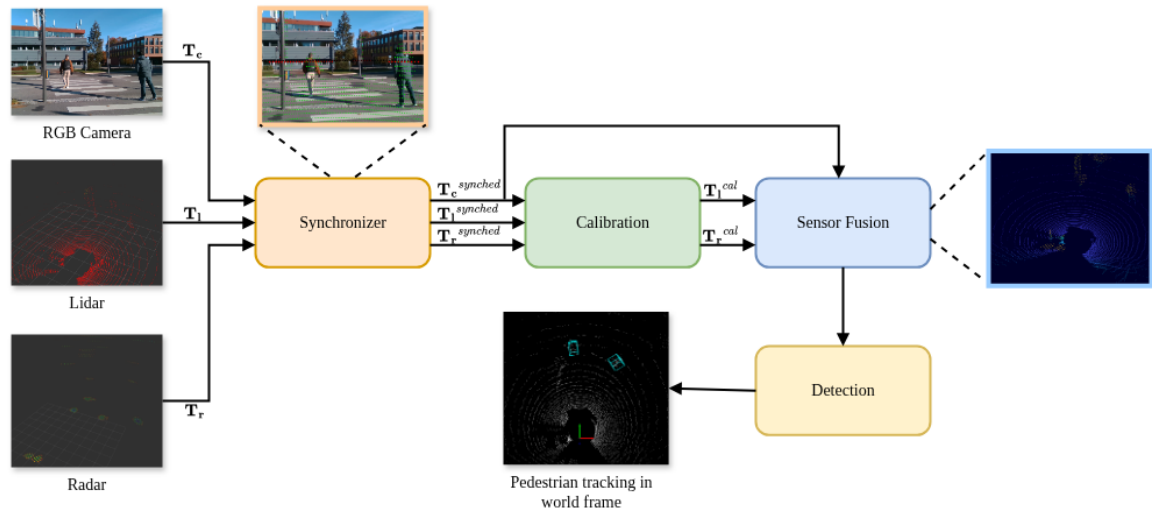 T_c
RGB Camera
T_l
Lidar
T_r
Radar
Synchronizer
T_c^synched
T_l^synched
T_r^synched
Calibration
T_l^cal
T_r^cal
Sensor Fusion
Detection
Pedestrian tracking in
world frame